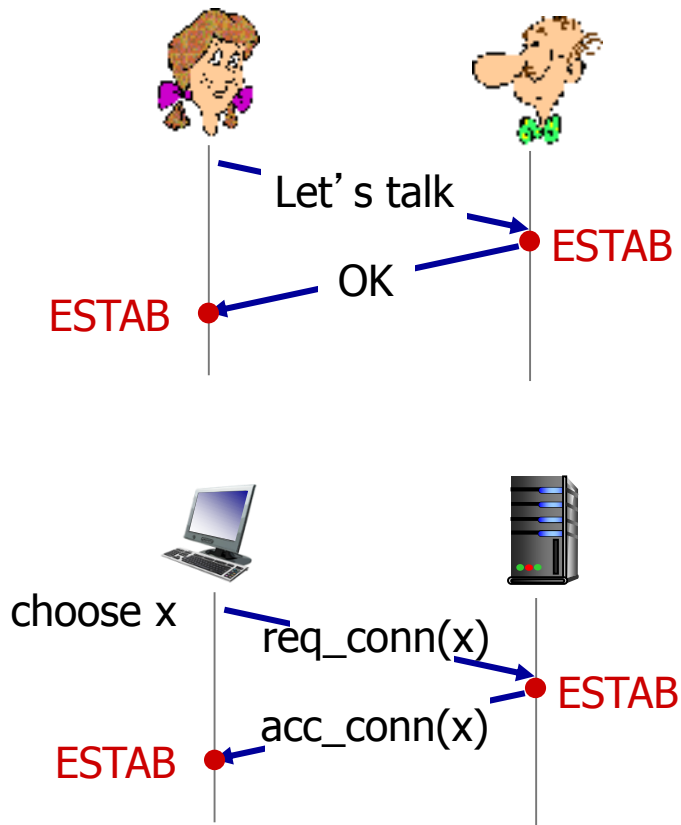 Let’ s talk
ESTAB
OK
ESTAB
choose x
req_conn(x)
ESTAB
acc_conn(x)
ESTAB